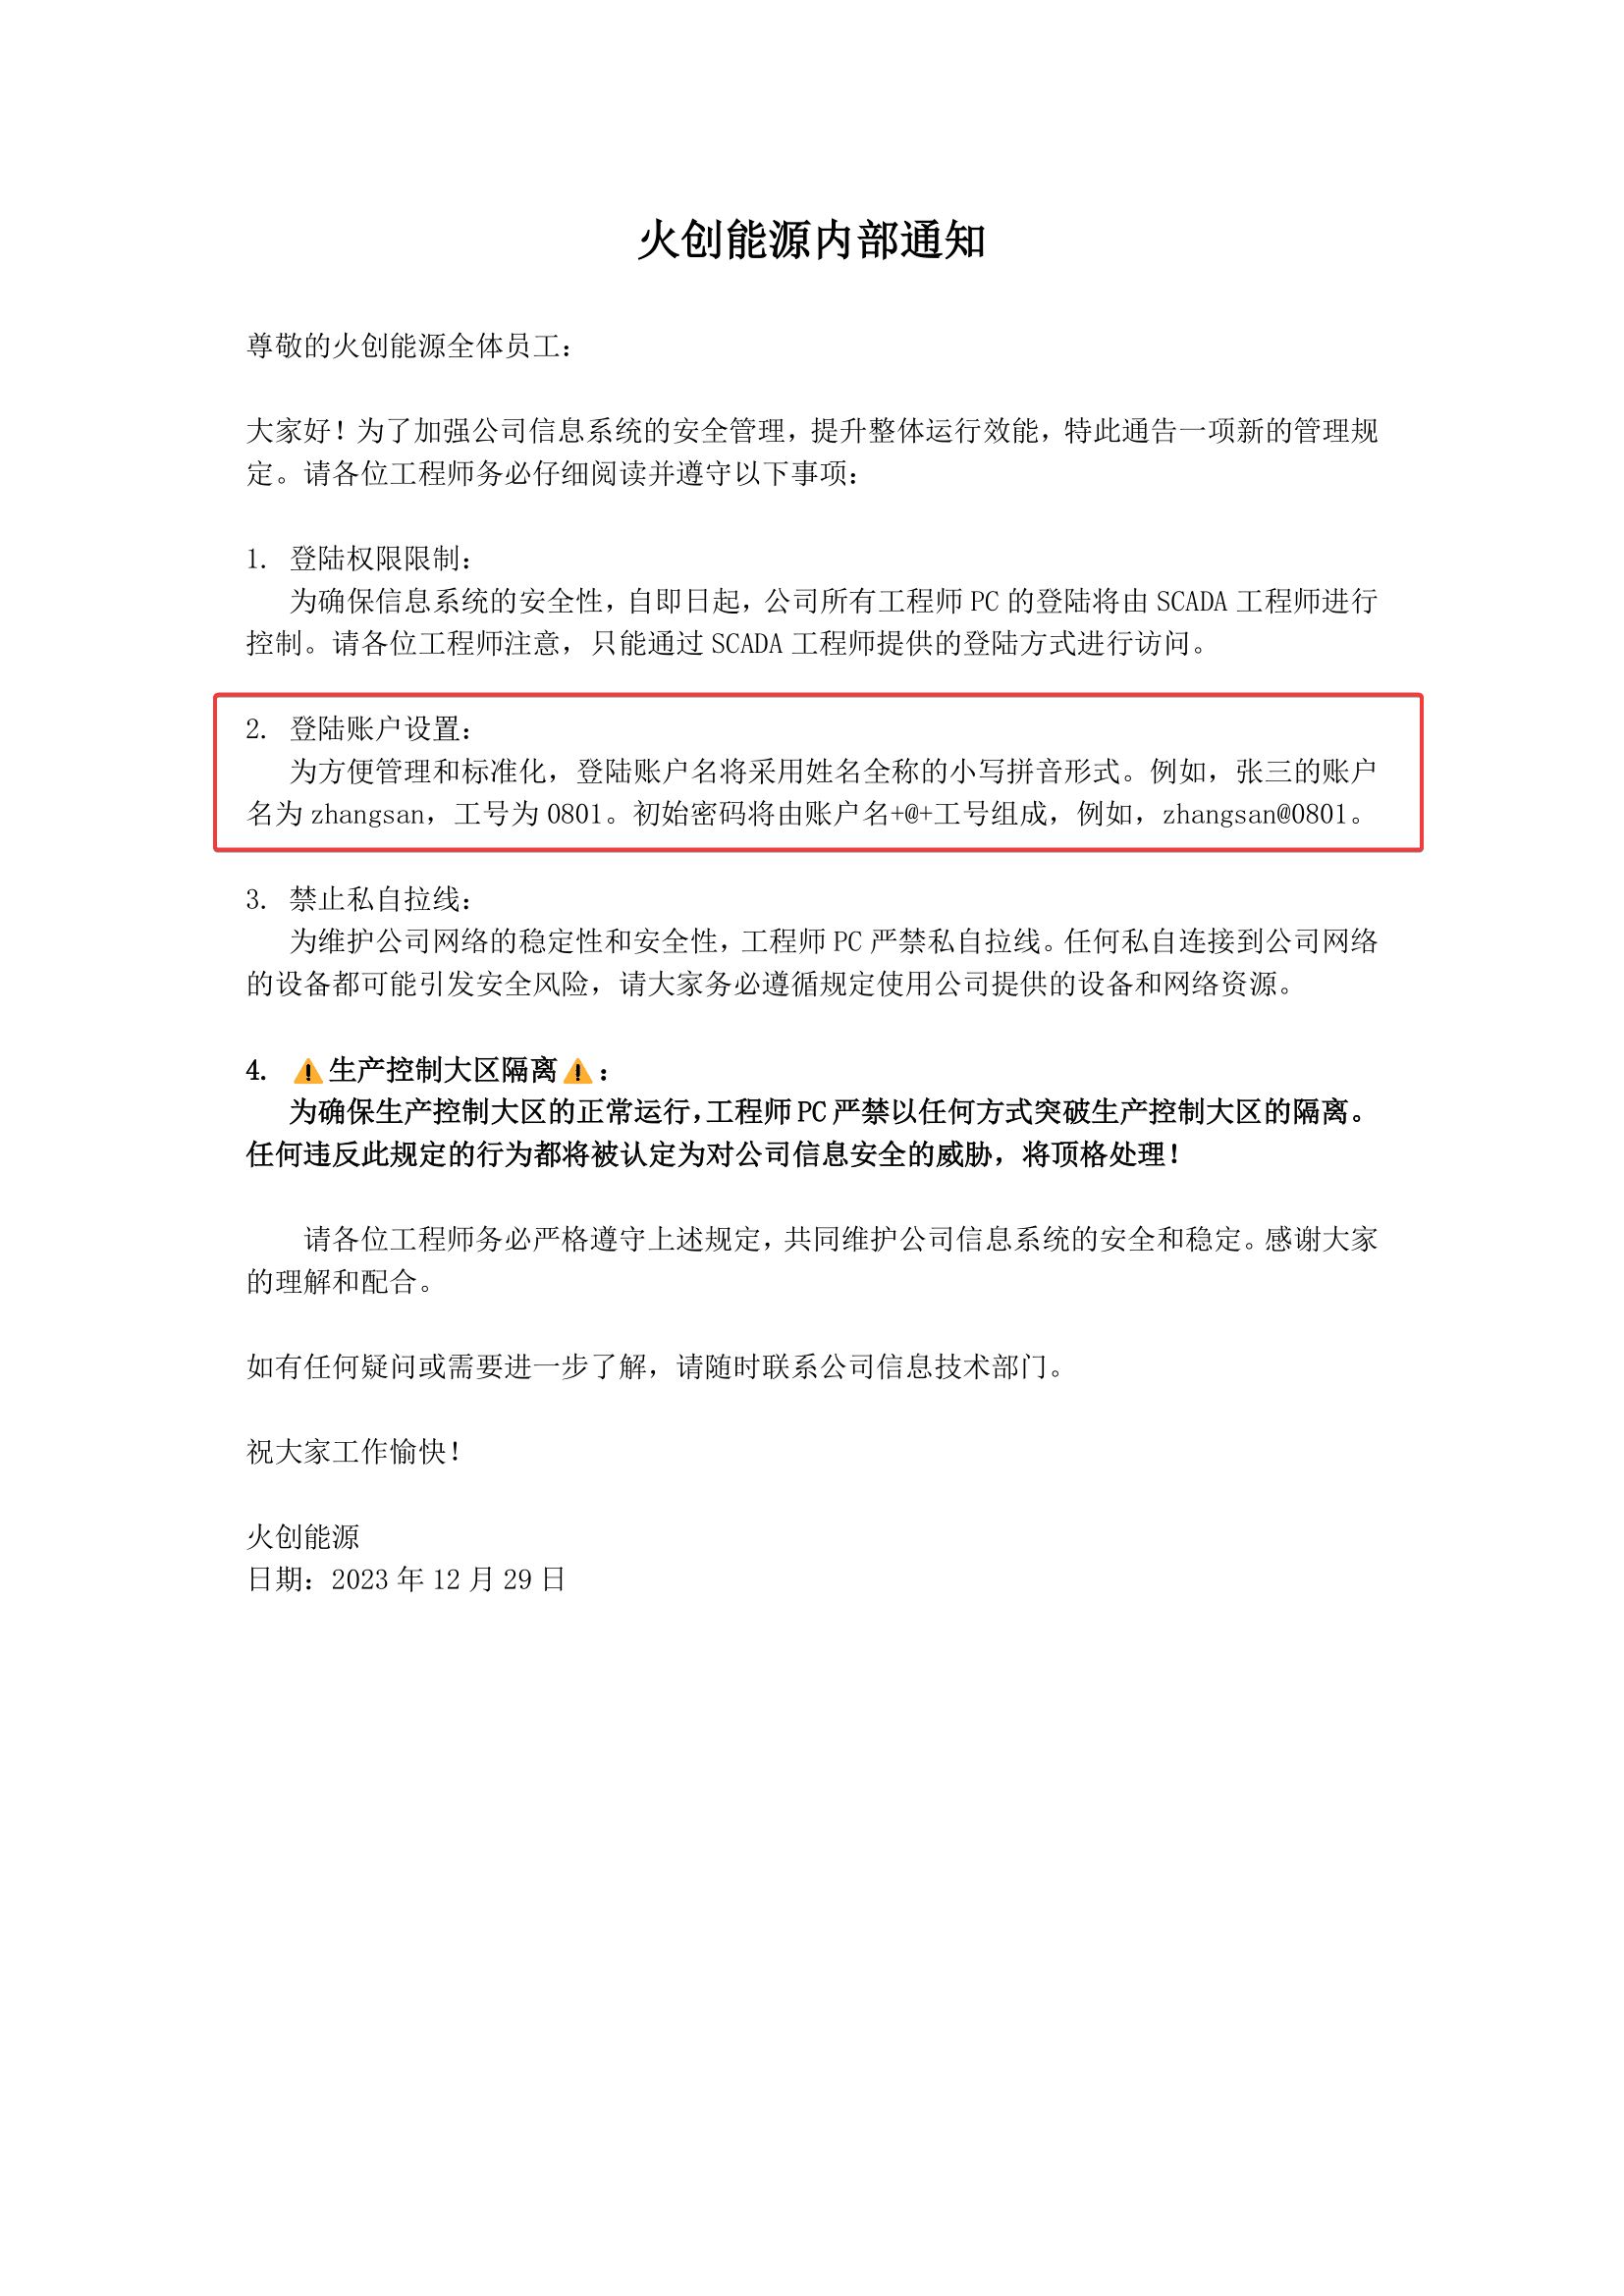 火创能源内部通知
尊敬的火创能源全体员工：
大家好！为了加强公司信息系统的安全管理，提升整体运行效能，特此通告一项新的管理规
定。请各位工程师务必仔细阅读并遵守以下事项：
1. 登陆权限限制：
为确保信息系统的安全性，自即日起，公司所有工程师 PC 的登陆将由 SCADA 工程师进行
控制。请各位工程师注意，只能通过 SCADA 工程师提供的登陆方式进行访问。
2. 登陆账户设置：
为方便管理和标准化，登陆账户名将采用姓名全称的小写拼音形式。例如，张三的账户
名为 zhangsan，工号为 0801。初始密码将由账户名+@+工号组成，例如，zhangsan@0801。
3. 禁止私自拉线：
为维护公司网络的稳定性和安全性，工程师 PC 严禁私自拉线。任何私自连接到公司网络
的设备都可能引发安全风险，请大家务必遵循规定使用公司提供的设备和网络资源。
4. ⚠生产控制大区隔离⚠：
为确保生产控制大区的正常运行，工程师 PC 严禁以任何方式突破生产控制大区的隔离。
任何违反此规定的行为都将被认定为对公司信息安全的威胁，将顶格处理！
请各位工程师务必严格遵守上述规定，共同维护公司信息系统的安全和稳定。感谢大家
的理解和配合。
如有任何疑问或需要进一步了解，请随时联系公司信息技术部门。
祝大家工作愉快！
火创能源
日期：2023 年 12 月 29 日